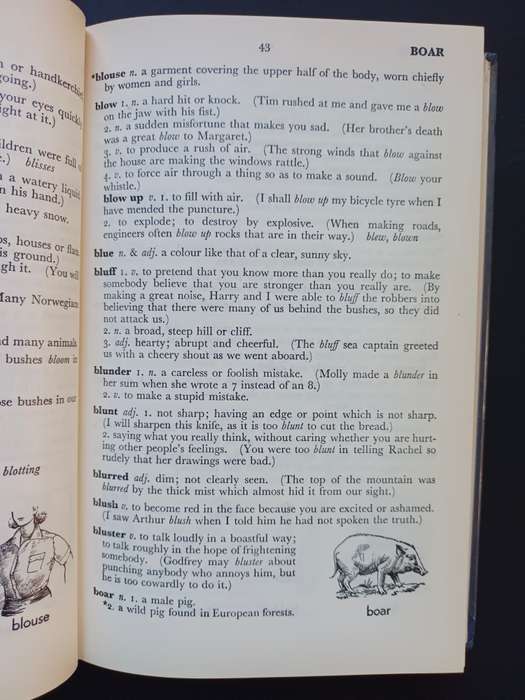 n or handkerchie
going.)
your eyes quick
ight at it.)
ildren were full
e.) blisses
h a watery liquid
n his hand.)
heavy snow.
ps, houses or flats
is ground.)
gh it. (You will
Many Norwegian
nd many animals
bushes bloom in
ose bushes in our
blotting
blouse
43
BOAR
*blouse n. a garment covering the upper half of the body, worn chiefly
by women and girls.
blow 1. n. a hard hit or knock. (Tim rushed at me and gave me a blow
on the jaw with his fist.)
2. n. a sudden misfortune that makes you sad. (Her brother's death
was a great blow to Margaret.)
3. v. to produce a rush of air. (The strong winds that blow against
the house are making the windows rattle.)
4. v. to force air through a thing so as to make a sound. (Blow your
whistle.)
blow up v. 1. to fill with air. (I shall blow up my bicycle tyre when I
have mended the puncture.)
2. to explode; to destroy by explosive. (When making roads,
engineers often blow up rocks that are in their way.) blew, blown
blue n. & adj. a colour like that of a clear, sunny sky.
bluff 1. v. to pretend that you know more than you really do; to make
somebody believe that you are stronger than you really are. (By
making a great noise, Harry and I were able to bluff the robbers into
believing that there were many of us behind the bushes, so they did
not attack us.)
2. n. a broad, steep hill or cliff.
3. adj. hearty; abrupt and cheerful. (The bluff sea captain greeted
us with a cheery shout as we went aboard.)
blunder 1. n. a careless or foolish mistake. (Molly made a blunder in
her sum when she wrote a 7 instead of an 8.)
2. v. to make a stupid mistake.
blunt adj. 1. not sharp; having an edge or point which is not sharp.
(I will sharpen this knife, as it is too blunt to cut the bread.)
2. saying what you really think, without caring whether you are hurt-
ing other people's feelings. (You were too blunt in telling Rachel so
rudely that her drawings were bad.)
blurred adj. dim; not clearly seen. (The top of the mountain was
blurred by the thick mist which almost hid it from our sight.)
blush v. to become red in the face because you are excited or ashamed.
(I saw Arthur blush when I told him he had not spoken the truth.)
bluster v. to talk loudly in a boastful way;
to talk roughly in the hope of frightening
somebody. (Godfrey may bluster about
punching anybody who annoys him, but
he is too cowardly to do it.)
boar n. 1. a male pig.
*2. a wild pig found in European forests.
boar